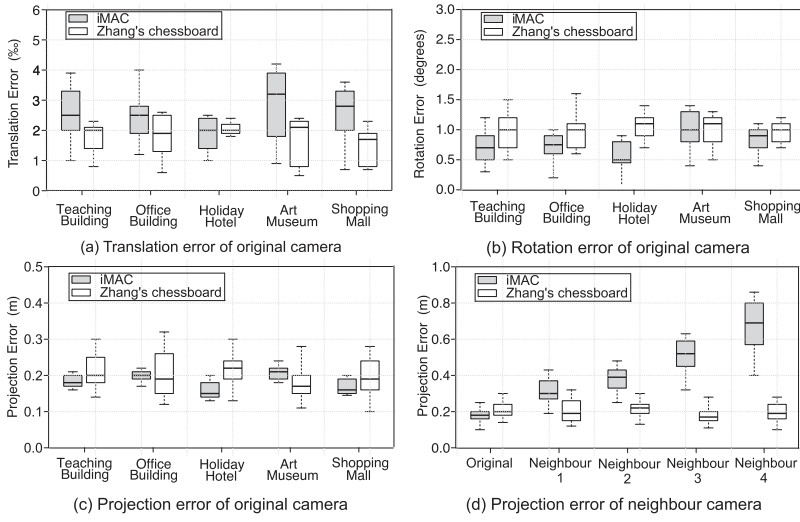 6
5
4
3
2
1
0
Translation Error (‰)
iMAC
Zhang's chessboard
Teaching Building
Office Building
Holiday Hotel
Art Museum
Shopping Mall
(a) Translation error of original camera
3.0
2.5
2.0
1.5
1.0
0.5
0.0
Rotation Error (degrees)
iMAC
Zhang's chessboard
Teaching Building
Office Building
Holiday Hotel
Art Museum
Shopping Mall
(b) Rotation error of original camera
0.5
0.4
0.3
0.2
0.1
0.0
Projection Error (m)
iMAC
Zhang's chessboard
Teaching Building
Office Building
Holiday Hotel
Art Museum
Shopping Mall
(c) Projection error of original camera
1.0
0.8
0.6
0.4
0.2
0.0
Projection Error (m)
iMAC
Zhang's chessboard
Original
Neighbour 1
Neighbour 2
Neighbour 3
Neighbour 4
(d) Projection error of neighbour camera